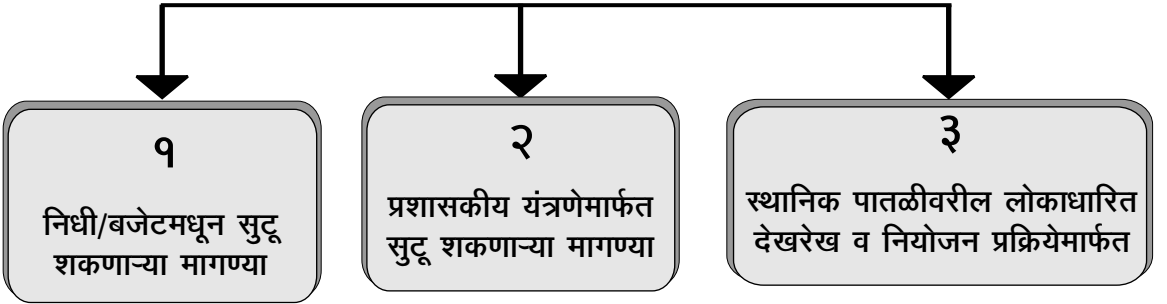 १
निधी/बजेटमधून सुटू
शकणाऱ्या मागण्या
२
प्रशासकीय यंत्रणेमार्फत
सुटू शकणाऱ्या मागण्या
३
स्थानिक पातळीवरील लोकाधारित
देखरेख व नियोजन प्रक्रियेमार्फत